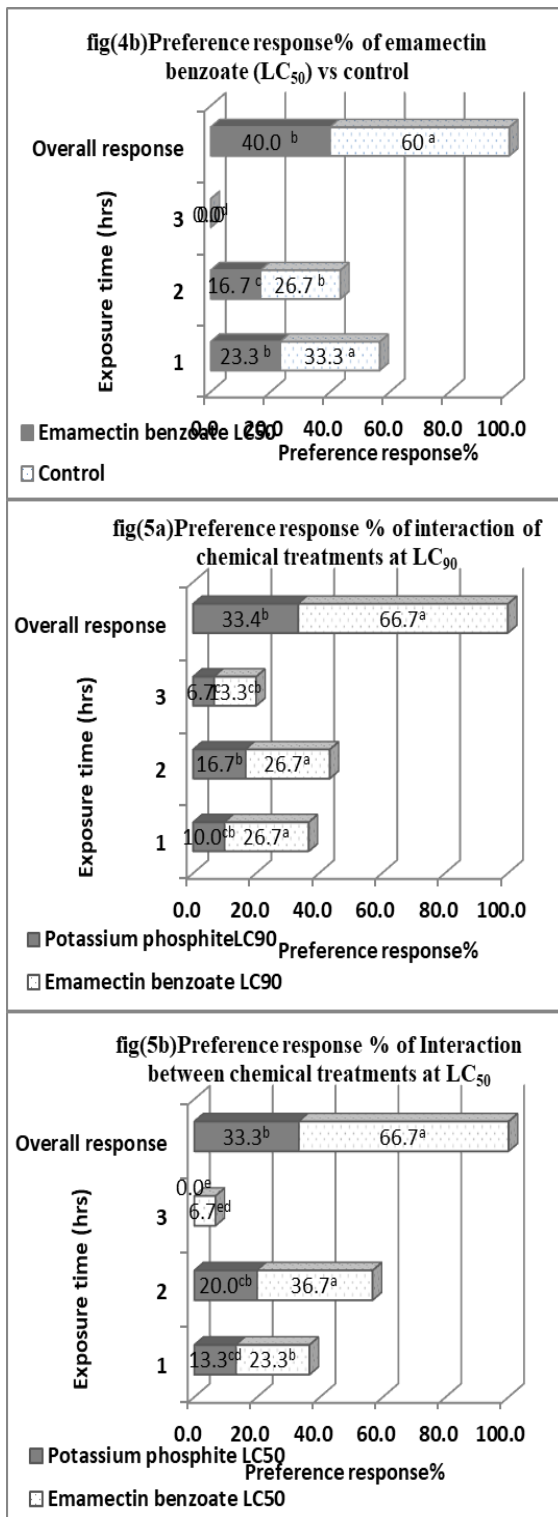 fig(4b)Preference response% of emamectin
benzoate (LC50) vs control
Exposure time (hrs)
Overall response
40.0 b 60 a
3
0.0
2
16. 7 c 26.7 b
1
23.3 b 33.3 a
0.0 20.0 40.0 60.0 80.0 100.0
Emamectin benzoate LC50
Preference response%
Control
fig(5a)Preference response % of interaction of
chemical treatments at LC90
Exposure time (hrs)
Overall response
33.4b 66.7a
3
6.7c 13.3cb
2
16.7b 26.7a
1
10.0cb 26.7a
0.0 20.0 40.0 60.0 80.0 100.0
Potassium phosphiteLC90 Preference response%
Emamectin benzoate LC90
fig(5b)Preference response % of Interaction
between chemical treatments at LC50
Exposure time (hrs)
Overall response
33.3b 66.7a
0.0e
3
6.7ed
2
20.0cb 36.7a
1
13.3cd 23.3b
0.0 20.0 40.0 60.0 80.0 100.0
Potassium phosphite LC50
Preference response%
Emamectin benzoate LC50